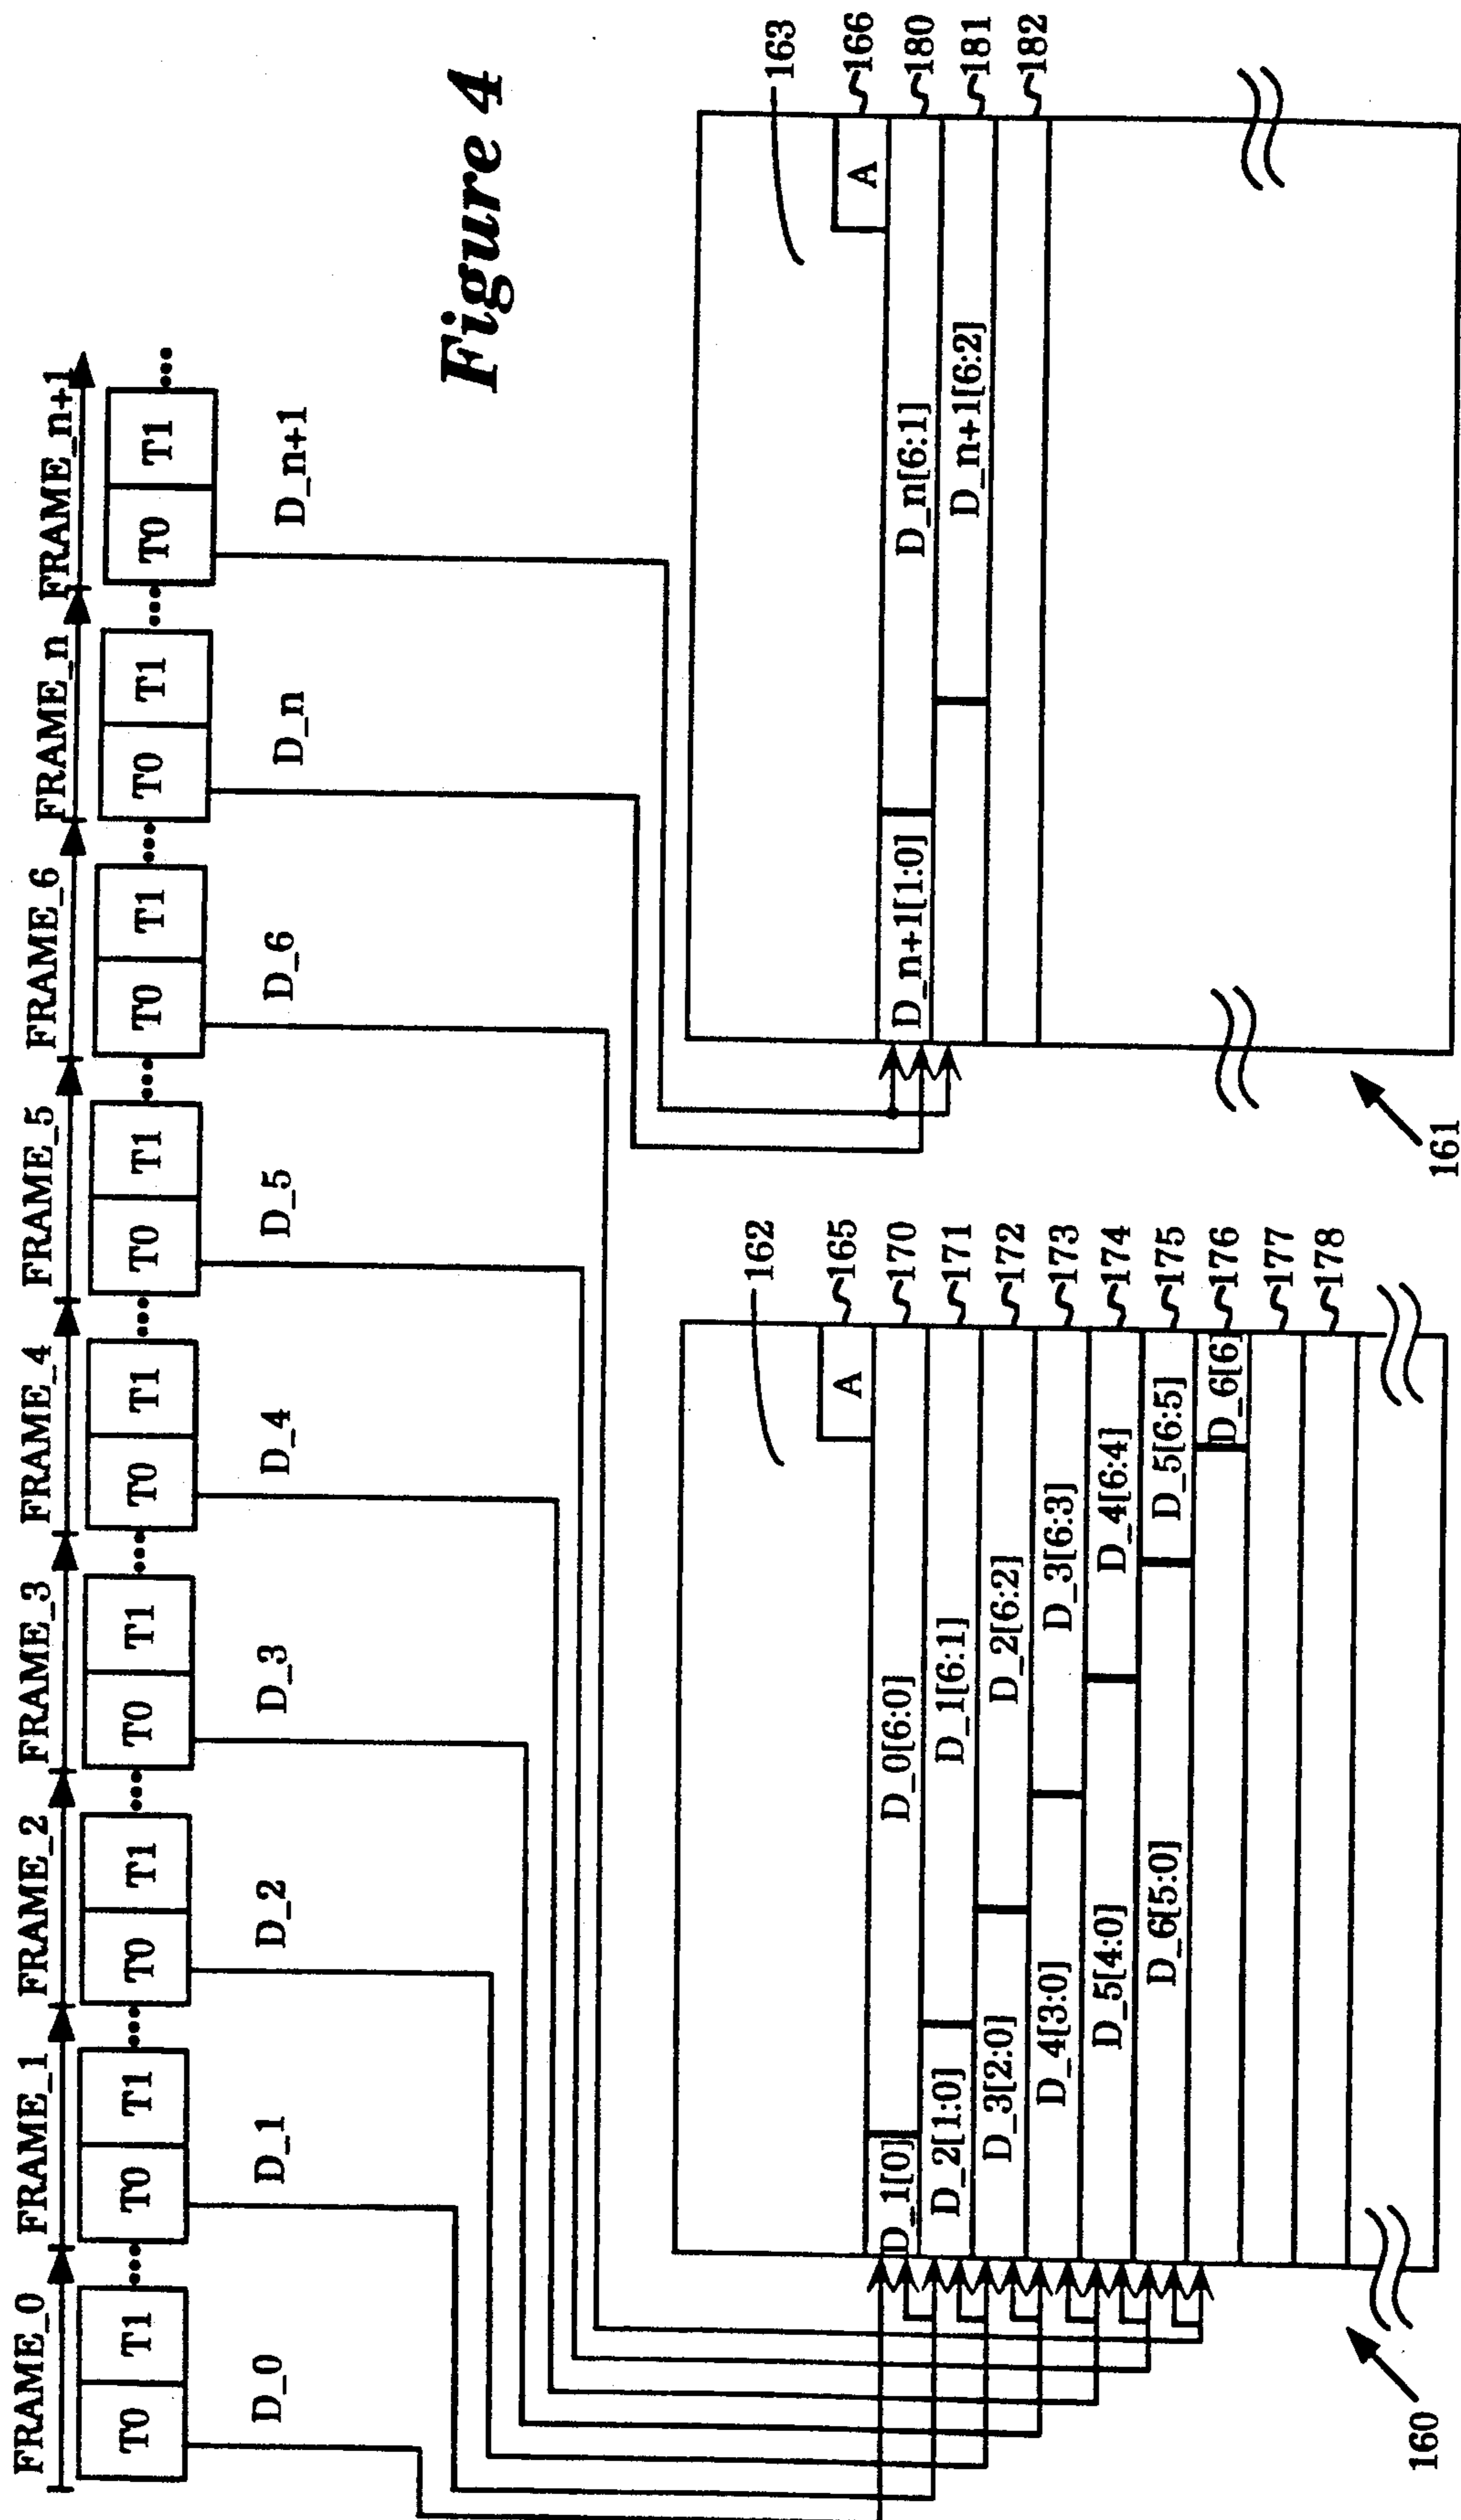 FRAME_0 FRAME_1 FRAME_2 FRAME_3 FRAME_4 FRAME_5 FRAME_6 FRAME_n FRAME_n+1
T0 T1 ... T0 T1 ... T0 T1 ... T0 T1 ... T0 T1 ... T0 T1 ... T0 T1 ... T0 T1 ... T0 T1 ...
D_0 D_1 D_2 D_3 D_4 D_5 D_6 D_n D_n+1
Figure 4
162
A 165
D_1[0] D_0[6:0] 170
D_2[1:0] D_1[6:1] 171
D_3[2:0] D_2[6:2] 172
D_4[3:0] D_3[6:3] 173
D_5[4:0] D_4[6:4] 174
D_6[5:0] D_5[6:5] 175
D_6[6] 176
177
178
160
163
A 166
D_n+1[1:0] D_n[6:1] 180
D_n+1[6:2] 181
182
161